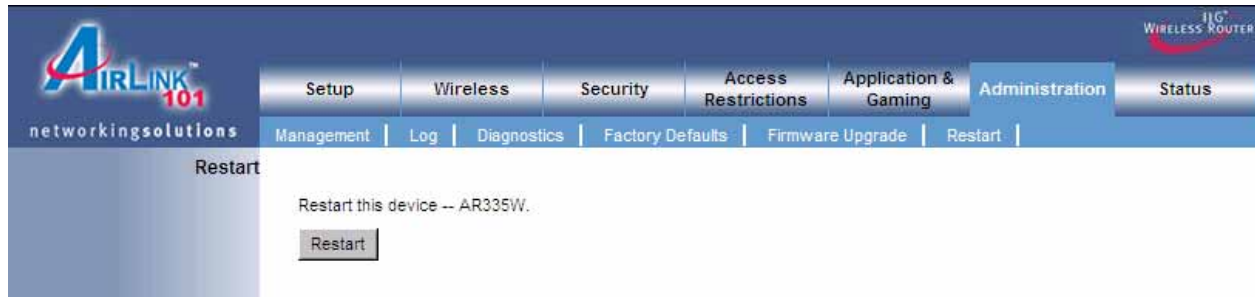 11G+
WIRELESS ROUTER
AIRLINK™
101
networkingsolutions
Setup
Wireless
Security
Access
Restrictions
Application &
Gaming
Administration
Status
Management | Log | Diagnostics | Factory Defaults | Firmware Upgrade | Restart |
Restart
Restart this device -- AR335W.
Restart